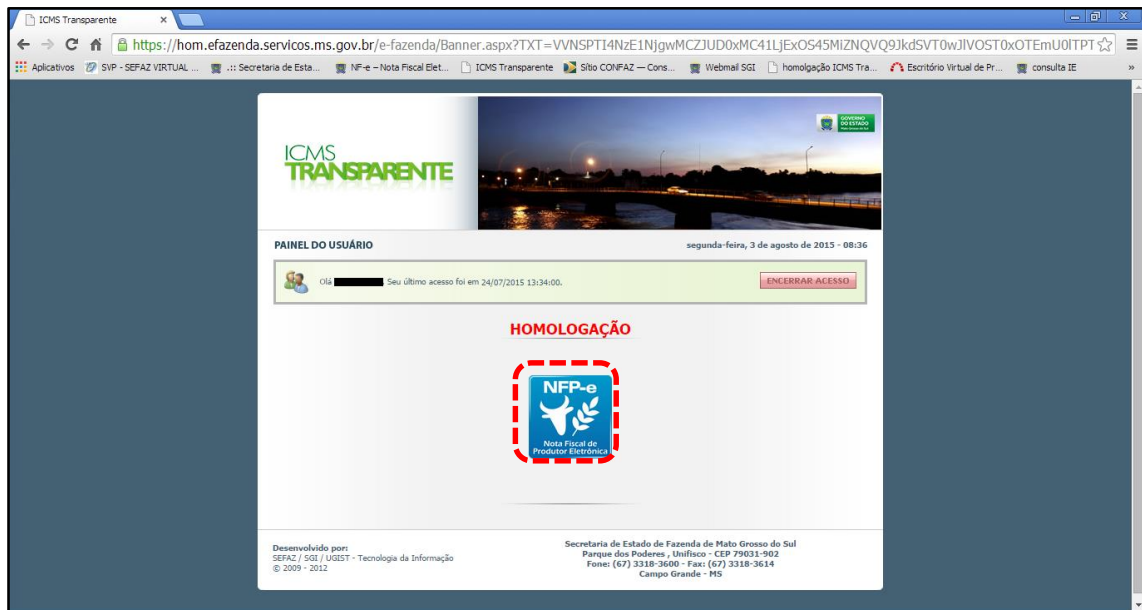 ICMS Transparente
https://hom.efazenda.servicos.ms.gov.br/e-fazenda/Banner.aspx?TXT=VVNSPTI4NzE1NjgwMCZJUD0xMC41LjExOS45MiZNQVQ9JkdSVT0wJlVOST0xOTEmU0lTPT
Aplicativos SVP - SEFAZ VIRTUAL ... .::: Secretaria de Esta... NF-e – Nota Fiscal Elet... ICMS Transparente Sítio CONFAZ — Cons... Webmail SGI homolgação ICMS Tra... Escritório Virtual de Pr... consulta IE »
GOVERNO
DO ESTADO
ICMS
TRANSPARENTE
PAINEL DO USUÁRIO segunda-feira, 3 de agosto de 2015 - 08:36
Olá Seu último acesso foi em 24/07/2015 13:34:00. ENCERRAR ACESSO
HOMOLOGAÇÃO
NFP-e
Nota Fiscal de
Produtor Eletrônica
Desenvolvido por:
SEFAZ / SGI / UGIST - Tecnologia da Informação
© 2009 - 2012
Secretaria de Estado de Fazenda de Mato Grosso do Sul
Parque dos Poderes , Unifisco - CEP 79031-902
Fone: (67) 3318-3600 - Fax: (67) 3318-3614
Campo Grande - MS